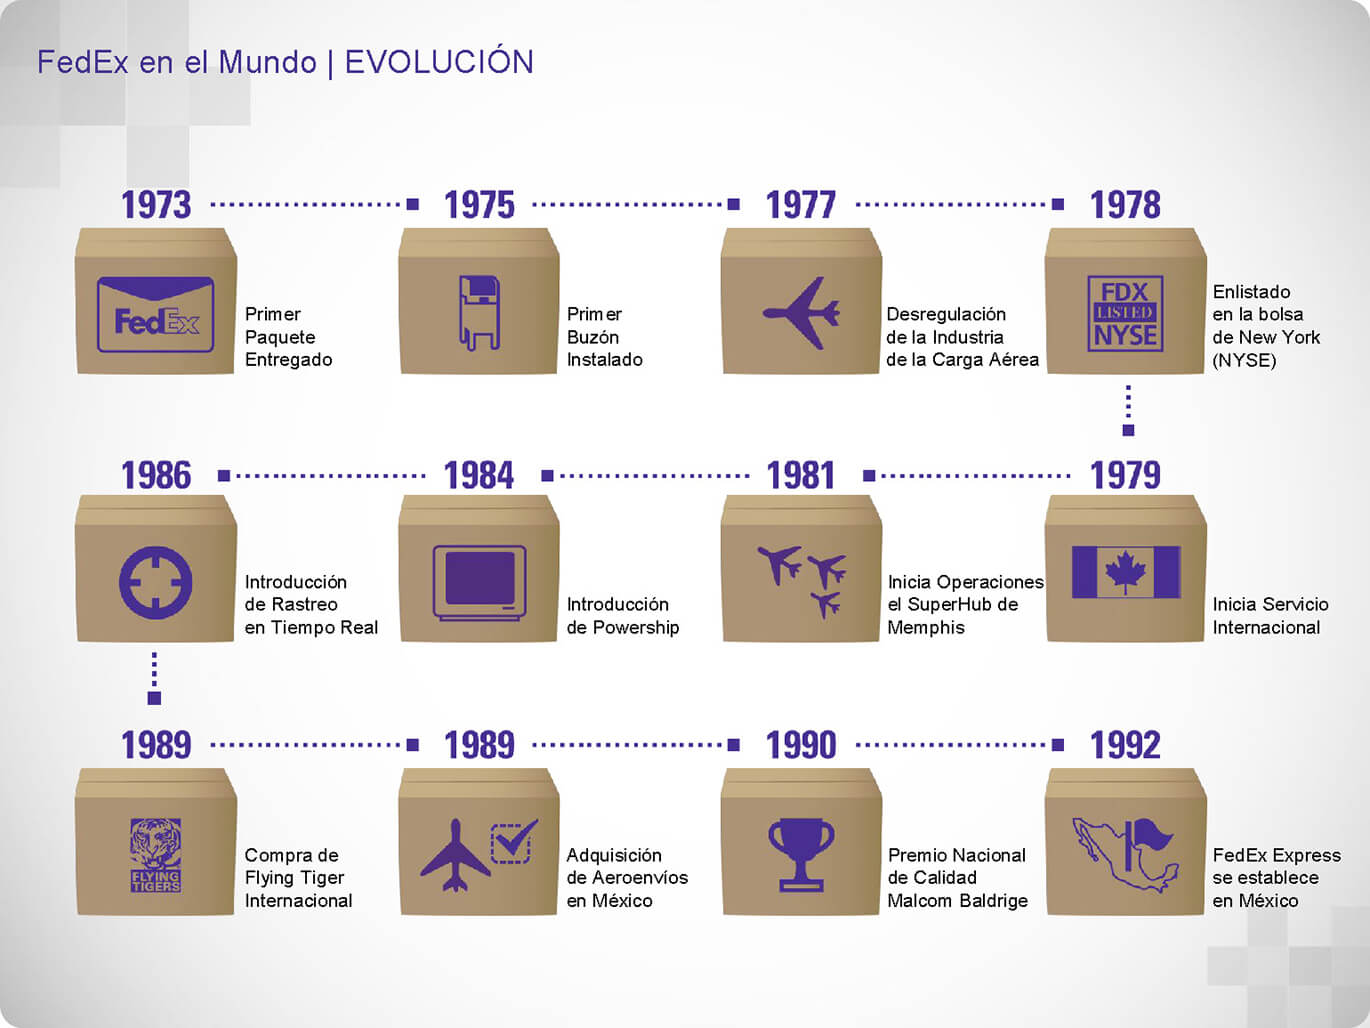 FedEx en el Mundo | EVOLUCIÓN
1973
1975
1977
1978
FedEx
Primer
Paquete
Entregado
Primer
Buzón
Instalado
Desregulación
de la Industria
de la Carga Aérea
FDX
LISTED
NYSE
Enlistado
en la bolsa
de New York
(NYSE)
1986
1984
1981
1979
Introducción
de Rastreo
en Tiempo Real
Introducción
de Powership
Inicia Operaciones
el SuperHub de
Memphis
Inicia Servicio
Internacional
1989
1989
1990
1992
FLYING
TIGERS
Compra de
Flying Tiger
Internacional
Adquisición
de Aeroenvíos
en México
Premio Nacional
de Calidad
Malcom Baldrige
FedEx Express
se establece
en México